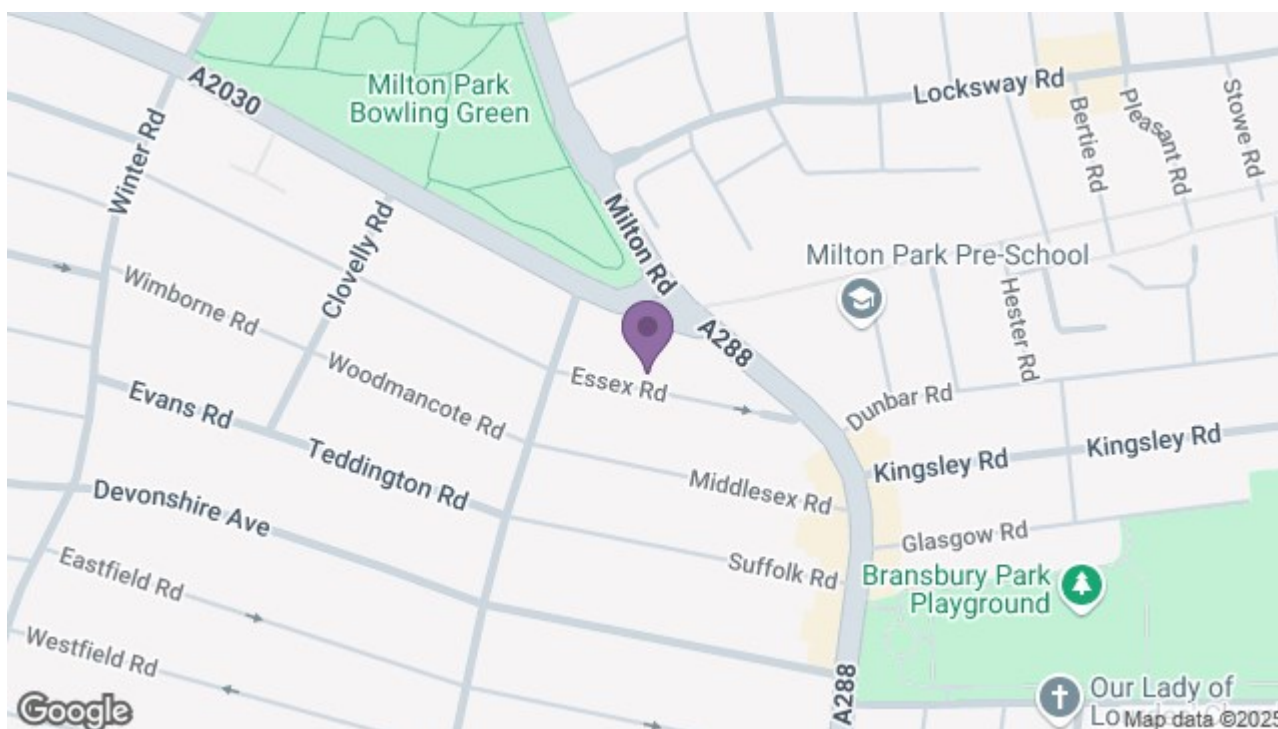 A2030
Milton Park
Bowling Green
Locksway Rd
Bertie Rd
Pleasant Rd
Stowe Rd
Winter Rd
Clovelly Rd
Milton Rd
Milton Park Pre-School
Hester Rd
Wimborne Rd
A288
Woodmancote Rd
Essex Rd
Evans Rd
Dunbar Rd
Teddington Rd
Kingsley Rd
Kingsley Rd
Middlesex Rd
Devonshire Ave
Glasgow Rd
Suffolk Rd
Bransbury Park
Playground
Eastfield Rd
Westfield Rd
A288
Our Lady of
Google
Map data ©2025